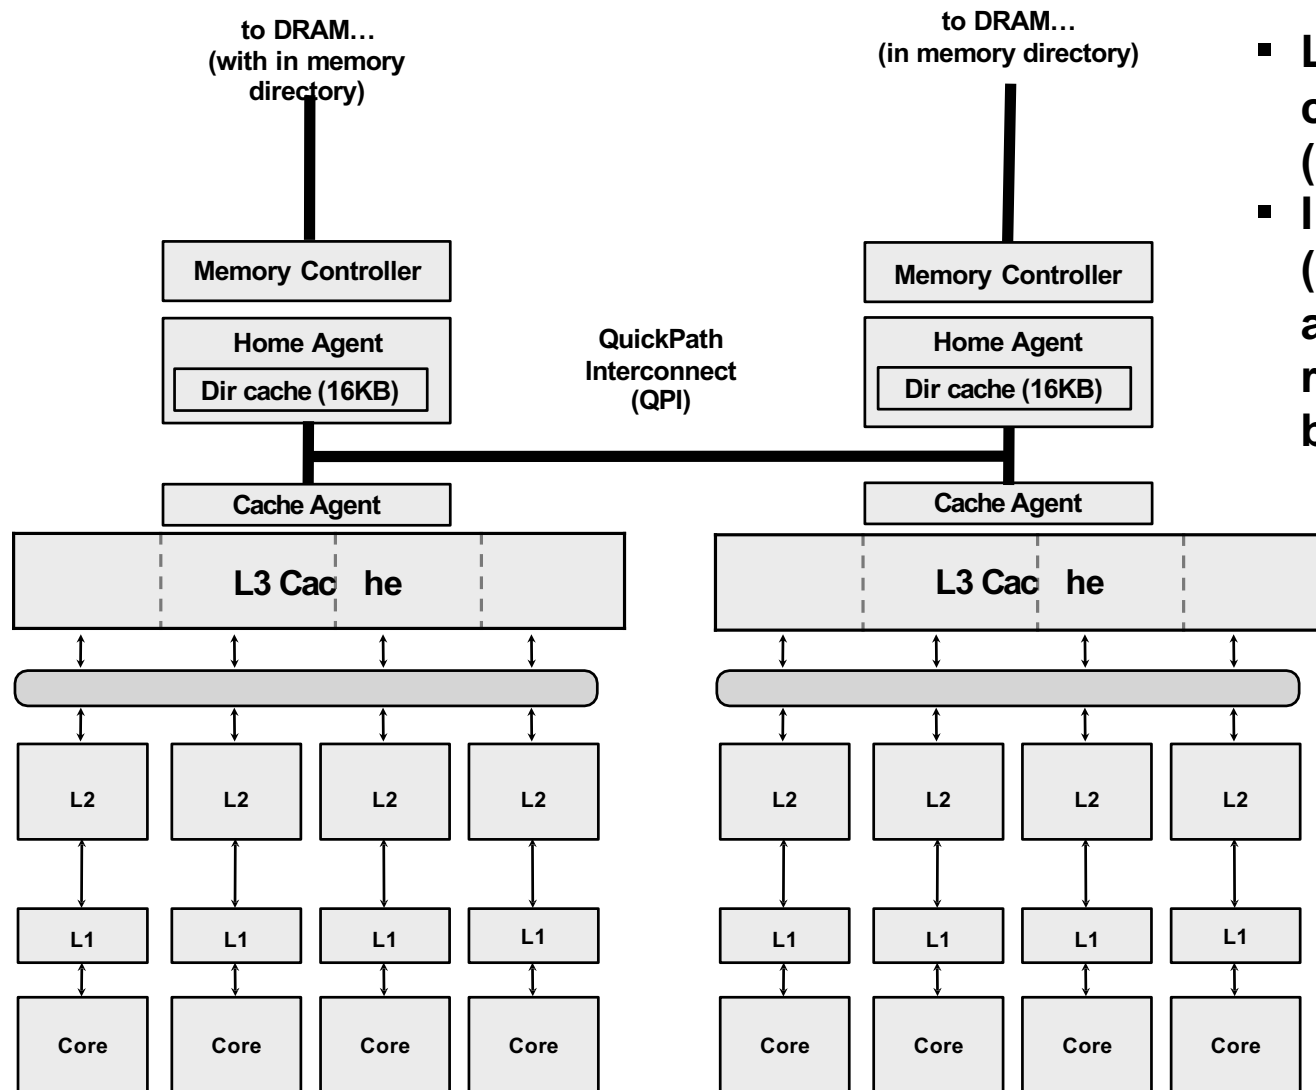 to DRAM…
(with in memory
directory)
to DRAM…
(in memory directory)
Memory Controller
Memory Controller
Home Agent
Dir cache (16KB)
QuickPath
Interconnect
(QPI)
Home Agent
Dir cache (16KB)
Cache Agent
Cache Agent
L3 Cac he
L3 Cac he
L2 L2 L2 L2
L2 L2 L2 L2
L1 L1 L1 L1
L1 L1 L1 L1
Core Core Core Core
Core Core Core Core